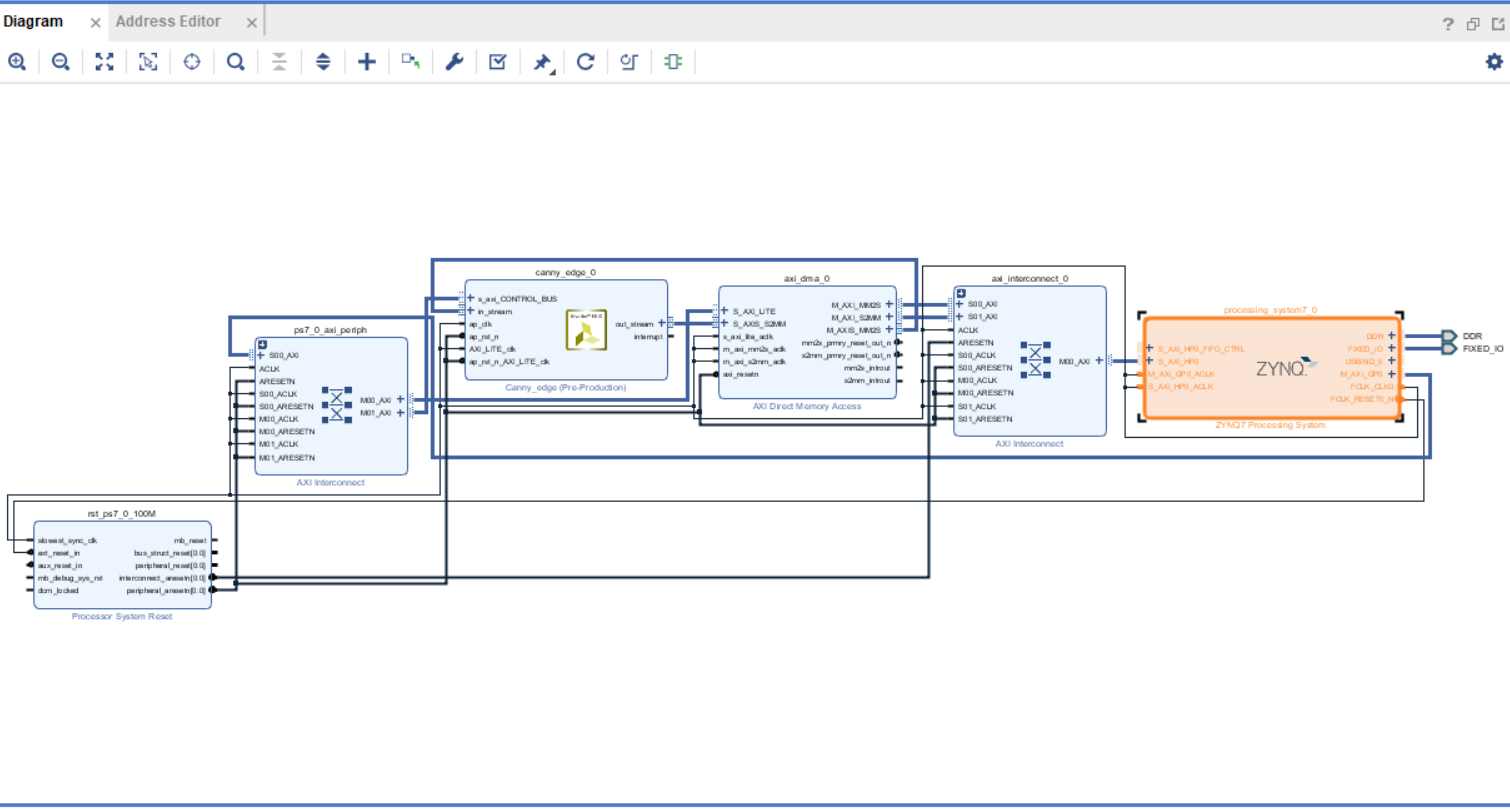 Diagram
Address Editor
canny_edge_0
s_axi_CONTROL_BUS
in_stream
ap_clk
ap_rst_n
AXI_LITE_clk
ap_rst_n_AXI_LITE_clk
out_stream
interrupt
Canny_edge (Pre-Production)
axi_dma_0
S_AXI_LITE
S_AXIS_S2MM
s_axi_lite_aclk
m_axi_mm2s_aclk
m_axi_s2mm_aclk
axi_resetn
M_AXI_MM2S
M_AXI_S2MM
M_AXIS_MM2S
mm2s_prmry_reset_out_n
s2mm_prmry_reset_out_n
mm2s_introut
s2mm_introut
AXI Direct Memory Access
axi_interconnect_0
S00_AXI
S01_AXI
ACLK
ARESETN
S00_ACLK
S00_ARESETN
M00_ACLK
M00_ARESETN
S01_ACLK
S01_ARESETN
M00_AXI
AXI Interconnect
processing_system7_0
S_AXI_HP0_FIFO_CTRL
S_AXI_HP0
M_AXI_GP0_ACLK
S_AXI_HP0_ACLK
ZYNQ
DDR
FIXED_IO
USBIND_0
M_AXI_GP0
FCLK_CLK0
FCLK_RESET0_N
ZYNQ7 Processing System
DDR
FIXED_IO
ps7_0_axi_periph
S00_AXI
ACLK
ARESETN
S00_ACLK
S00_ARESETN
M00_ACLK
M00_ARESETN
M01_ACLK
M01_ARESETN
M00_AXI
M01_AXI
AXI Interconnect
rst_ps7_0_100M
slowest_sync_clk
ext_reset_in
aux_reset_in
mb_debug_sys_rst
dcm_locked
mb_reset
bus_struct_reset[0:0]
peripheral_reset[0:0]
interconnect_aresetn[0:0]
peripheral_aresetn[0:0]
Processor System Reset